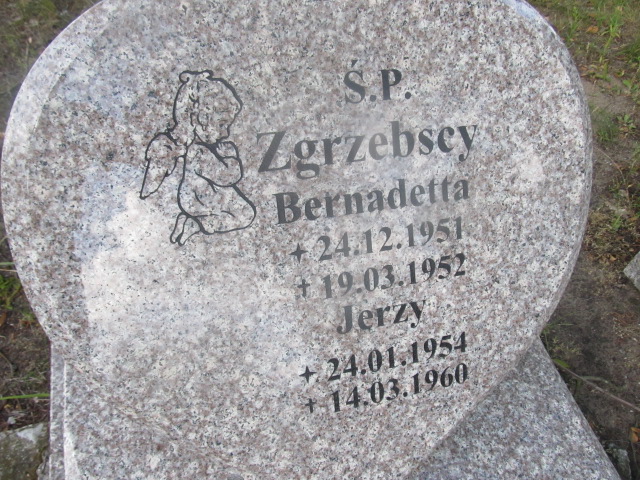 Ś.P.
Zgrzebscy
Bernadetta
+ 24.12.1951
+ 19.03.1952
Jerzy
+ 24.01.1954
+ 14.03.1960